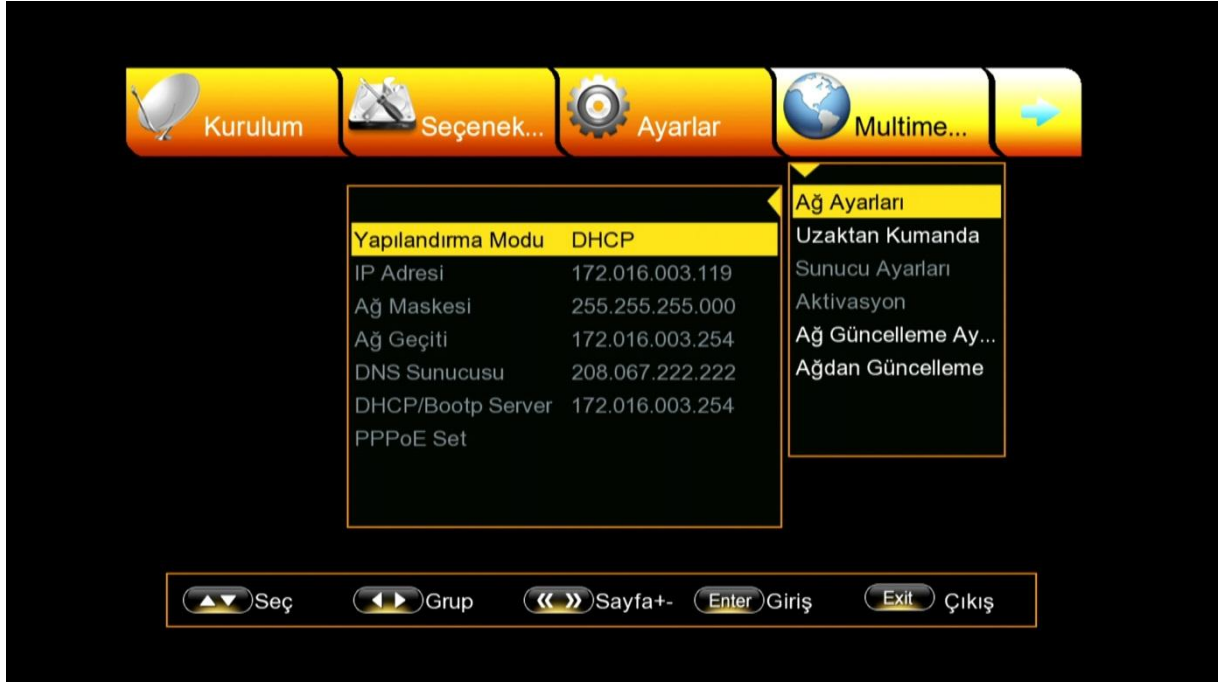 Kurulum
Seçenek...
Ayarlar
Multime...
Yapılandırma Modu DHCP
IP Adresi 172.016.003.119
Ağ Maskesi 255.255.255.000
Ağ Geçiti 172.016.003.254
DNS Sunucusu 208.067.222.222
DHCP/Bootp Server 172.016.003.254
PPPoE Set
Ağ Ayarları
Uzaktan Kumanda
Sunucu Ayarları
Aktivasyon
Ağ Güncelleme Ay...
Ağdan Güncelleme
Seç Grup Sayfa+- Enter Giriş Exit Çıkış